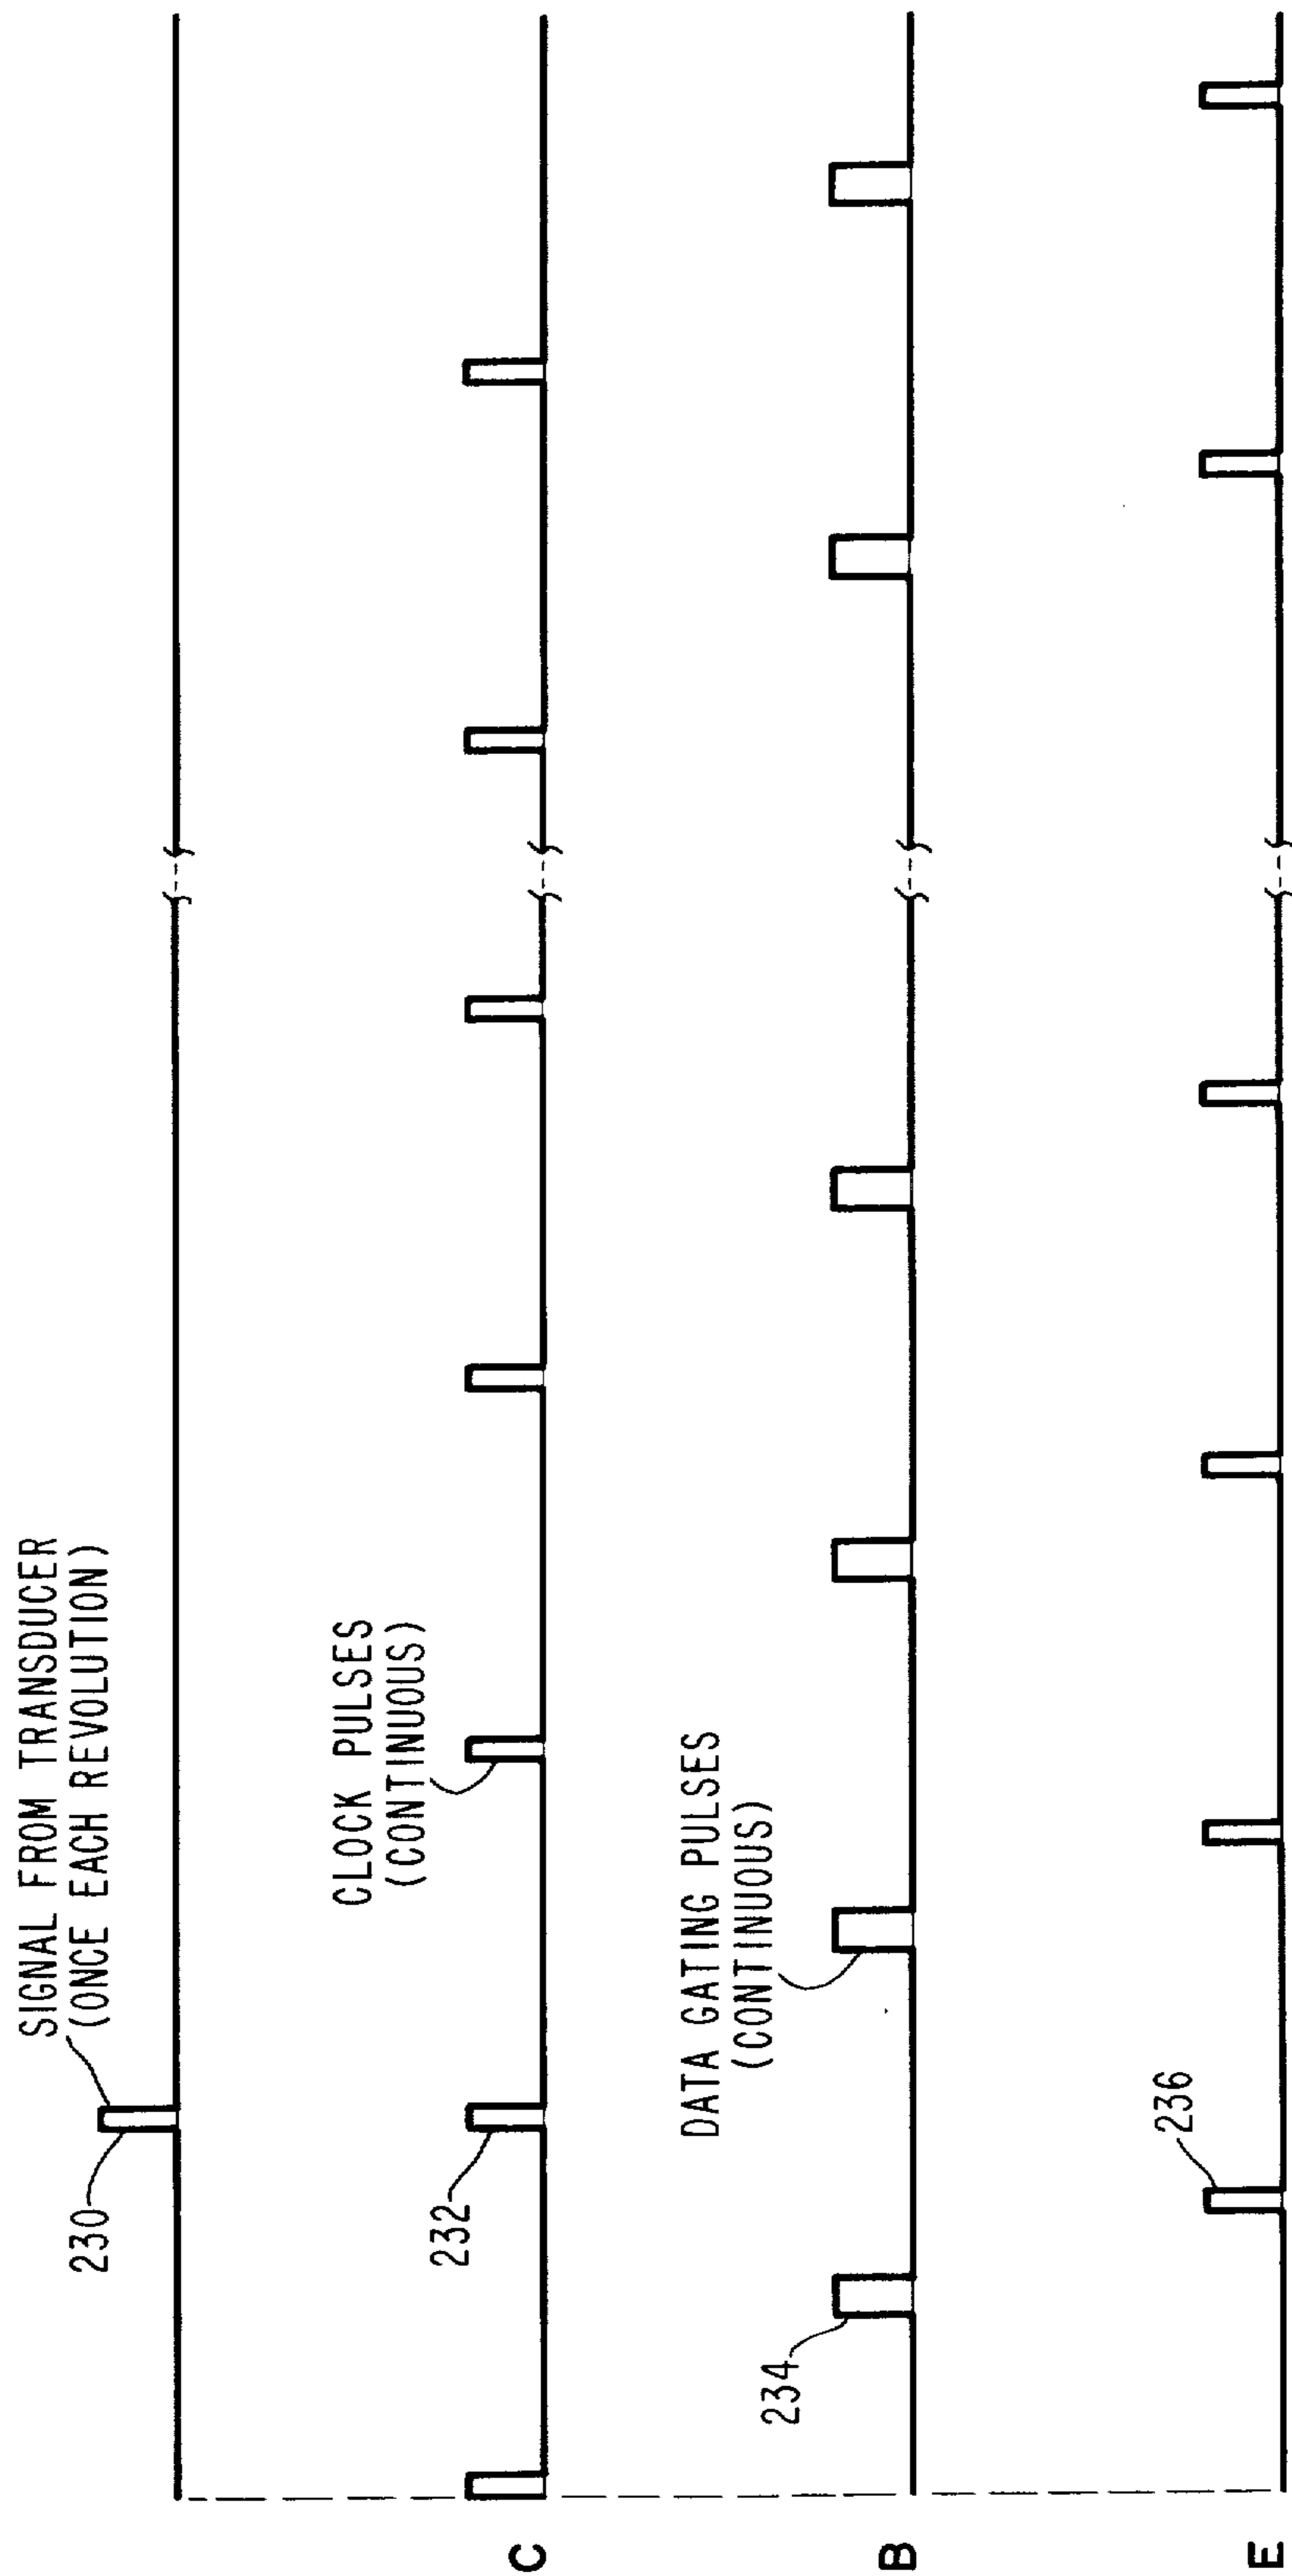 SIGNAL FROM TRANSDUCER
(ONCE EACH REVOLUTION)
230
C
CLOCK PULSES
(CONTINUOUS)
232
B
DATA GATING PULSES
(CONTINUOUS)
234
E
236